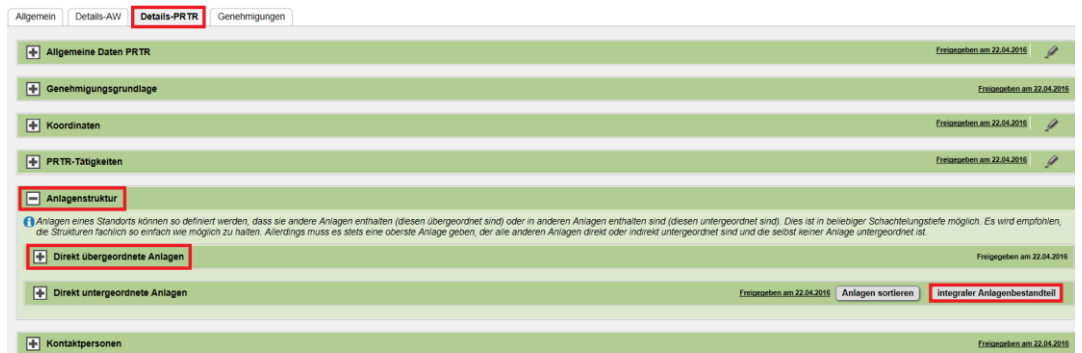 Allgemein Details-AW Details-PRTR Genehmigungen
Allgemeine Daten PRTR Freigegeben am 22.04.2016
Genehmigungsgrundlage Freigegeben am 22.04.2016
Koordinaten Freigegeben am 22.04.2016
PRTR-Tätigkeiten Freigegeben am 22.04.2016
Anlagenstruktur
Anlagen eines Standorts können so definiert werden, dass sie andere Anlagen enthalten (diesen übergeordnet sind) oder in anderen Anlagen enthalten sind (diesen untergeordnet sind). Dies ist in beliebiger Schachtelungstiefe möglich. Es wird empfohlen,
die Strukturen fachlich so einfach wie möglich zu halten. Allerdings muss es stets eine oberste Anlage geben, der alle anderen Anlagen direkt oder indirekt untergeordnet sind und die selbst keiner Anlage untergeordnet ist.
Direkt übergeordnete Anlagen Freigegeben am 22.04.2016
Direkt untergeordnete Anlagen Freigegeben am 22.04.2016 Anlagen sortieren integraler Anlagenbestandteil
Kontaktpersonen Freigegeben am 22.04.2016